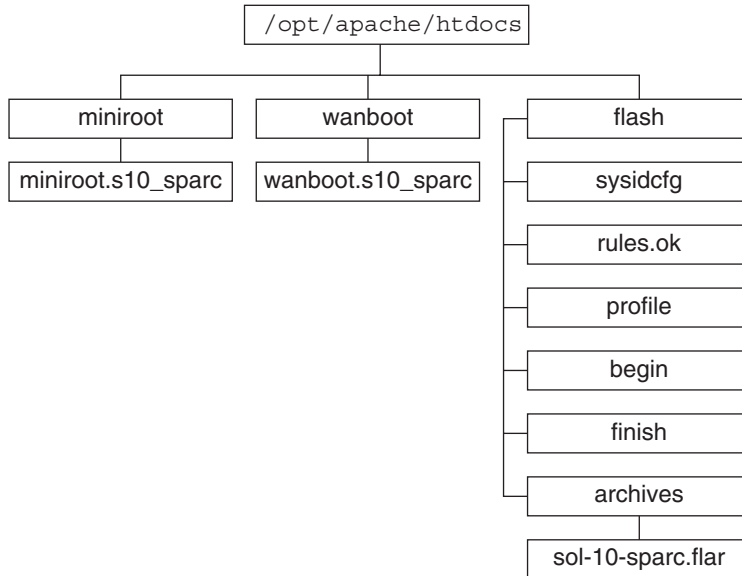 /opt/apache/htdocs
miniroot
wanboot
flash
miniroot.s10_sparc
wanboot.s10_sparc
sysidcfg
rules.ok
profile
begin
finish
archives
sol-10-sparc.flar